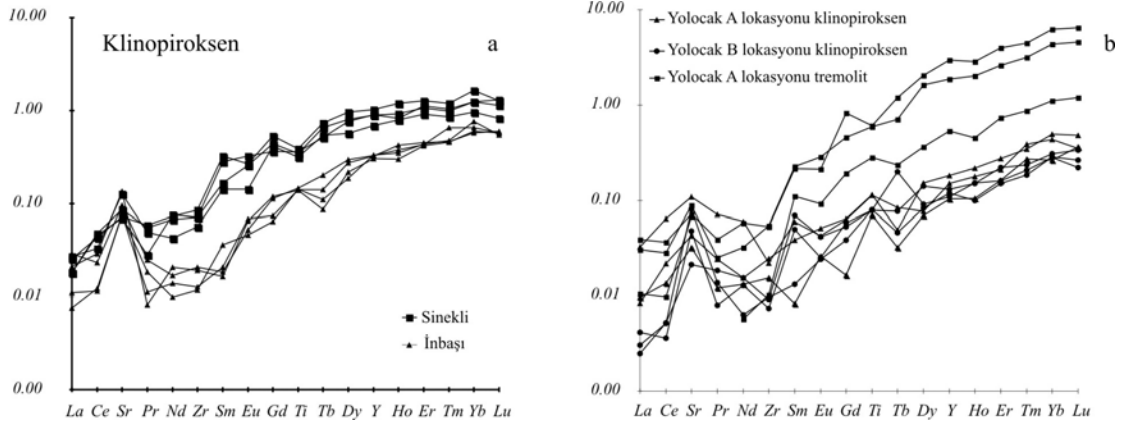 10.00
Klinopiroksen
a
1.00
0.10
0.01
Sinekli
İnbaşı
0.00
La Ce Sr Pr Nd Zr Sm Eu Gd Ti Tb Dy Y Ho Er Tm Yb Lu
10.00
Yolocak A lokasyonu klinopiroksen
b
Yolocak B lokasyonu klinopiroksen
Yolocak A lokasyonu tremolit
1.00
0.10
0.01
0.00
La Ce Sr Pr Nd Zr Sm Eu Gd Ti Tb Dy Y Ho Er Tm Yb Lu